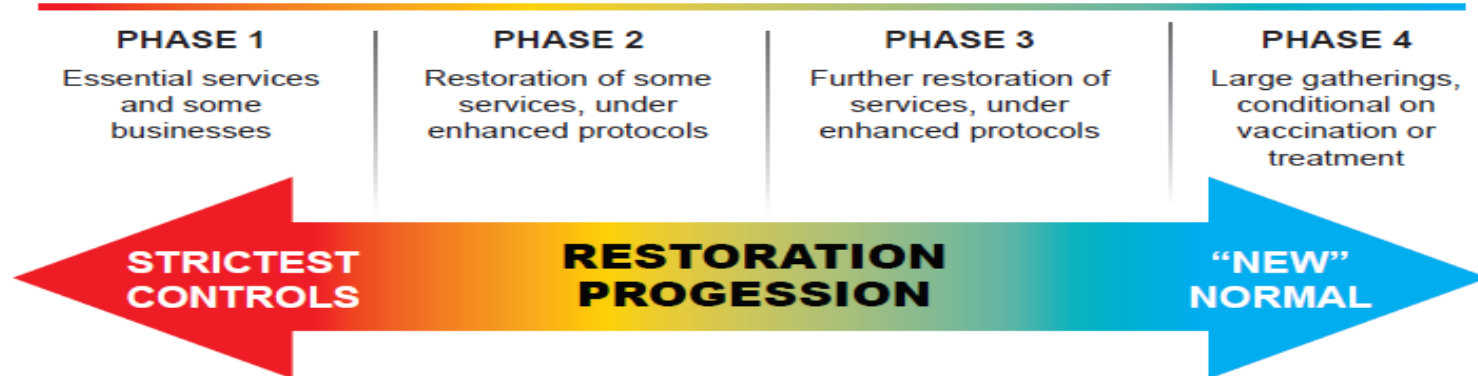 PHASE 1
Essential services
and some
businesses
PHASE 2
Restoration of some
services, under
enhanced protocols
PHASE 3
Further restoration of
services, under
enhanced protocols
PHASE 4
Large gatherings,
conditional on
vaccination or
treatment
STRICTEST
CONTROLS
RESTORATION
PROGESSION
“NEW”
NORMAL